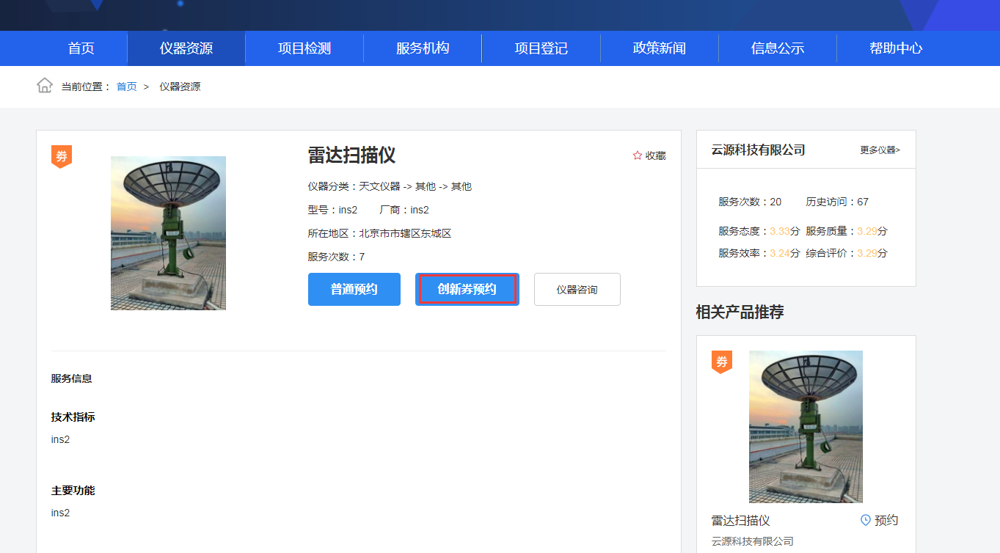 首页 仪器资源 项目检测 服务机构 项目登记 政策新闻 信息公示 帮助中心
当前位置： 首页 > 仪器资源
券
雷达扫描仪
收藏
仪器分类：天文仪器 -> 其他 -> 其他
型号：ins2 厂商：ins2
所在地区：北京市市辖区东城区
服务次数：7
普通预约 创新券预约 仪器咨询
服务信息
技术指标
ins2
主要功能
ins2
云源科技有限公司 更多仪器>
服务次数：20 历史访问：67
服务态度：3.33分 服务质量：3.29分
服务效率：3.24分 综合评价：3.29分
相关产品推荐
券
雷达扫描仪 预约
云源科技有限公司